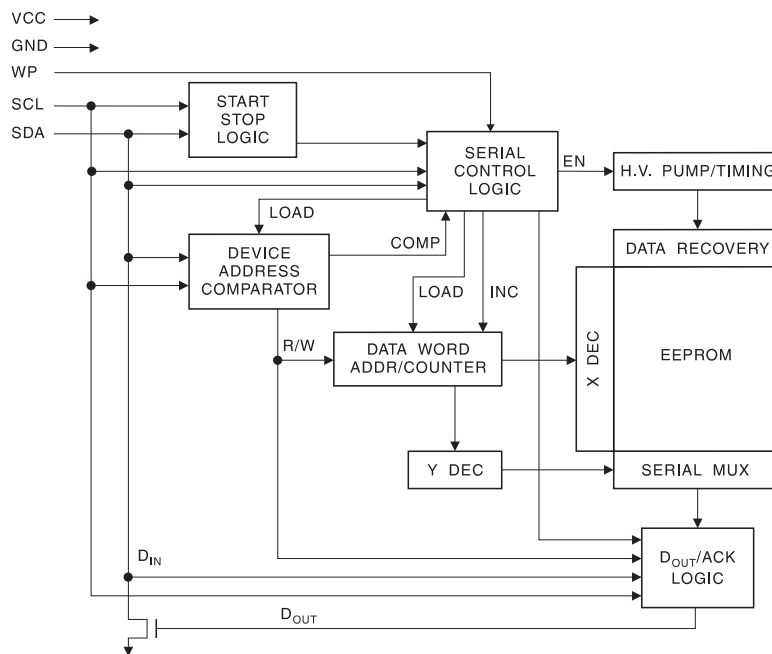 VCC
GND
WP
SCL
SDA
START
STOP
LOGIC
SERIAL
CONTROL
LOGIC
EN
H.V. PUMP/TIMING
LOAD
COMP
DEVICE
ADDRESS
COMPARATOR
LOAD
INC
DATA RECOVERY
R/W
DATA WORD
ADDR/COUNTER
X DEC
EEPROM
Y DEC
SERIAL MUX
DIN
DOUT/ACK
LOGIC
DOUT